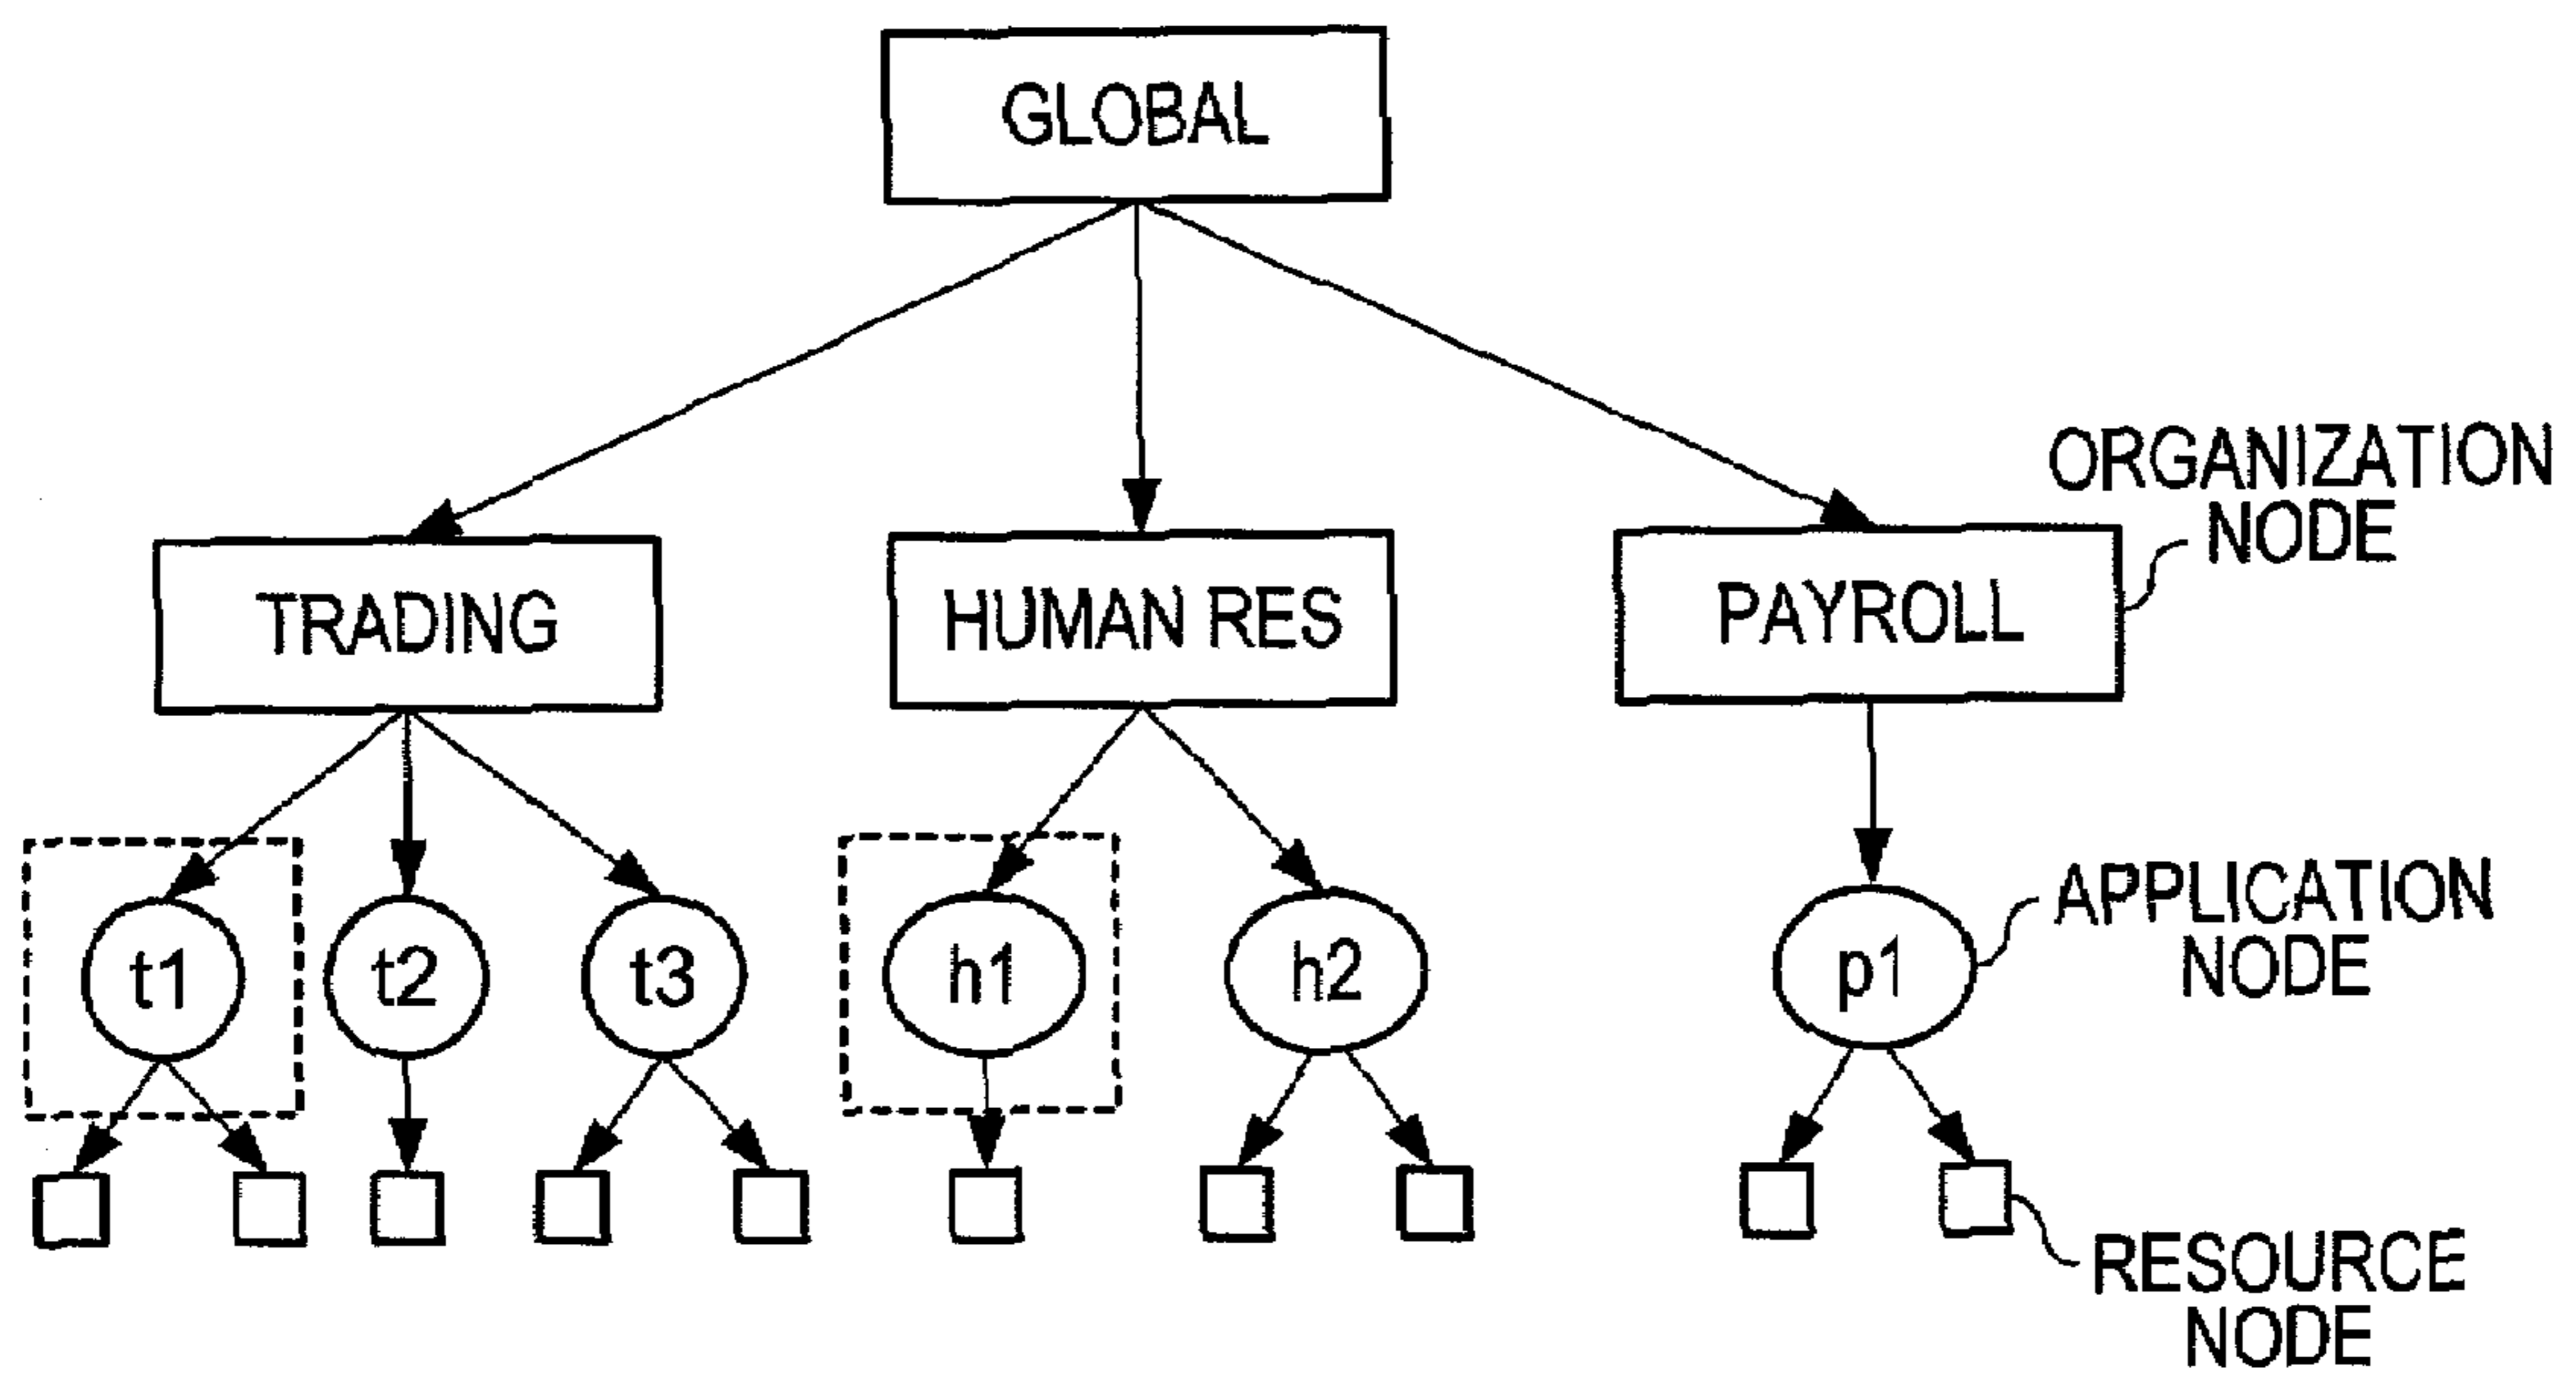 GLOBAL
ORGANIZATION
NODE
TRADING
HUMAN RES
PAYROLL
t1
t2
t3
h1
h2
p1
APPLICATION
NODE
RESOURCE
NODE